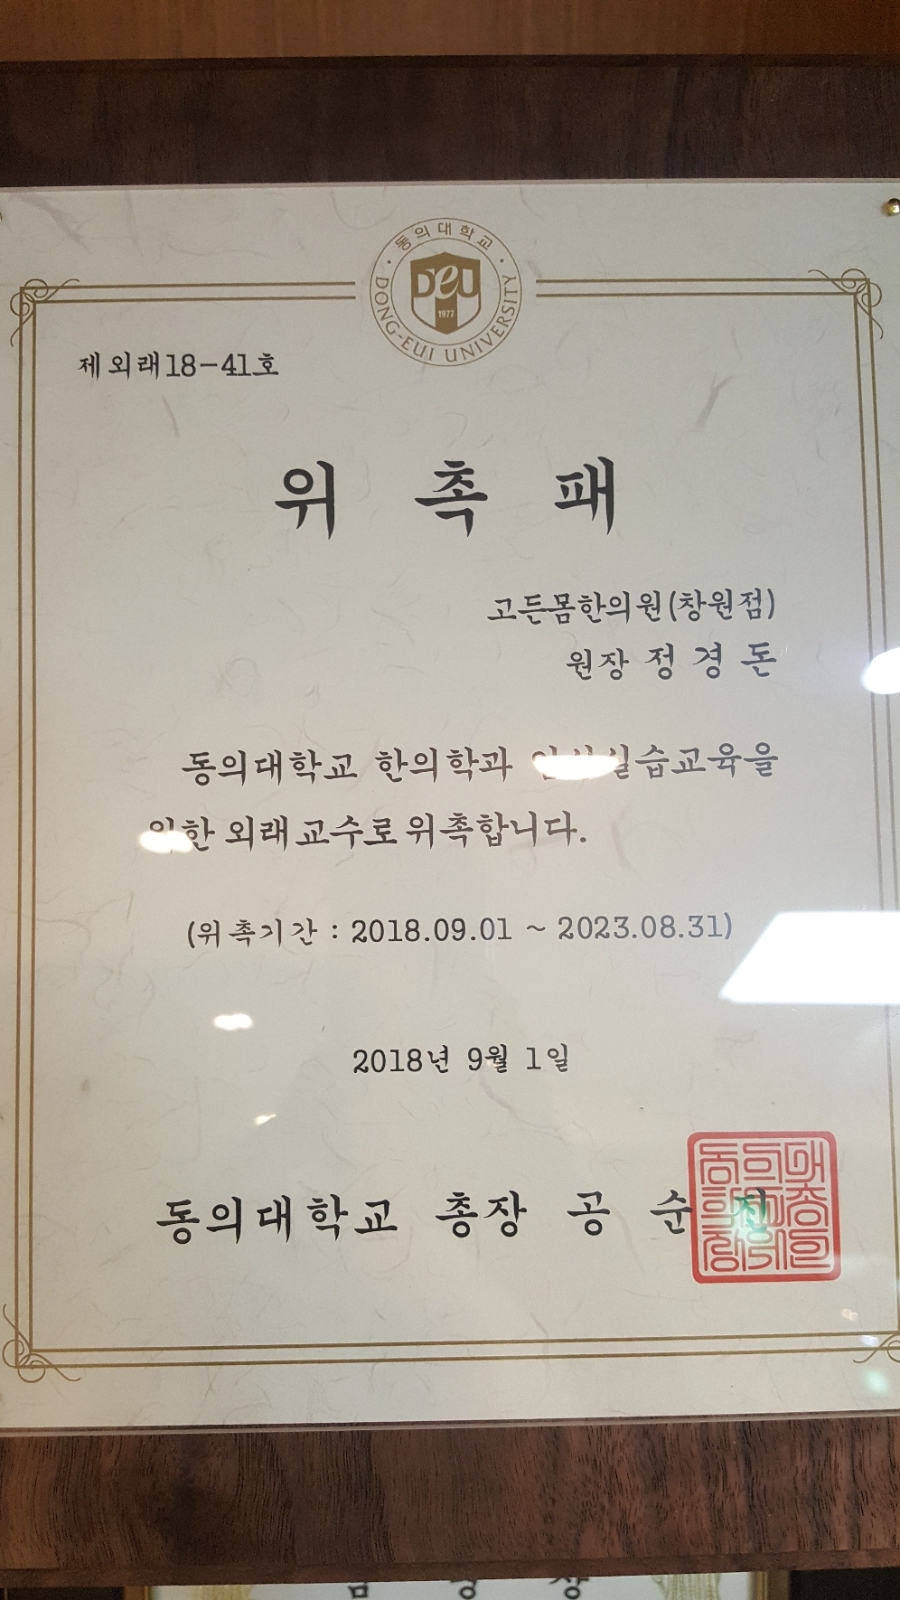 동의대학교
DONG-EUI UNIVERSITY
DEU
1977
제 외래18-41호
위 촉 패
고든몸한의원(창원점)
원장 정 경 돈
동의대학교 한의학과 실습교육을
위한 외래교수로 위촉합니다.
(위촉기간 : 2018.09.01 ~ 2023.08.31)
2018년 9월 1일
동의대학교 총장 공 순 진